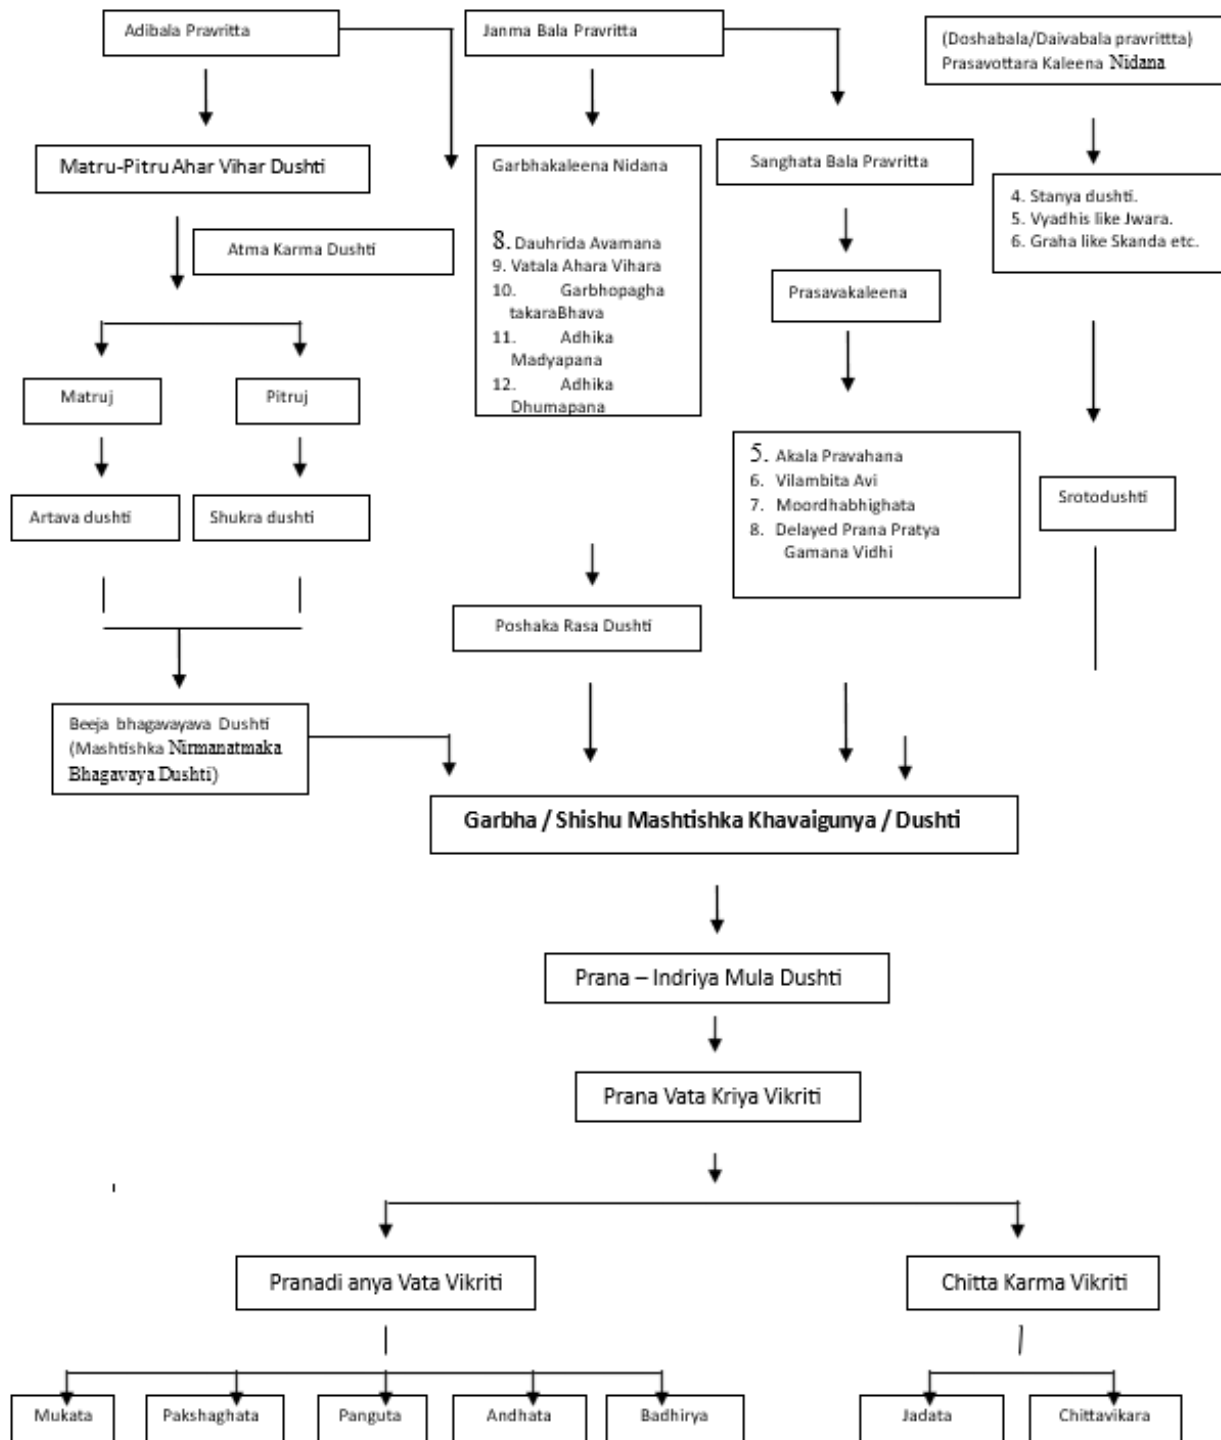 Adibala Pravritta
Janma Bala Pravritta
(Doshabala/Daivabala pravrittta)
Prasavottara Kaleena Nidana
Matru-Pitru Ahar Vihar Dushti
Garbhakaleena Nidana
8. Dauhrida Avamana
9. Vatala Ahara Vihara
10. Garbhopagha
takaraBhava
11. Adhika
Madyapana
12. Adhika
Dhumapana
Sanghata Bala Pravritta
4. Stanya dushti.
5. Vyadhis like Jwara.
6. Graha like Skanda etc.
Atma Karma Dushti
Prasavakaleena
Matruj
Pitruj
5. Akala Pravahana
6. Vilambita Avi
7. Moordhabhighata
8. Delayed Prana Pratya
Gamana Vidhi
Srotodushti
Artava dushti
Shukra dushti
Poshaka Rasa Dushti
Beeja bhagavayava Dushti
(Mashtishka Nirmanatmaka
Bhagavaya Dushti)
Garbha / Shishu Mashtishka Khavaigunya / Dushti
Prana – Indriya Mula Dushti
Prana Vata Kriya Vikriti
Pranadi anya Vata Vikriti
Chitta Karma Vikriti
Mukata
Pakshaghata
Panguta
Andhata
Badhirya
Jadata
Chittavikara